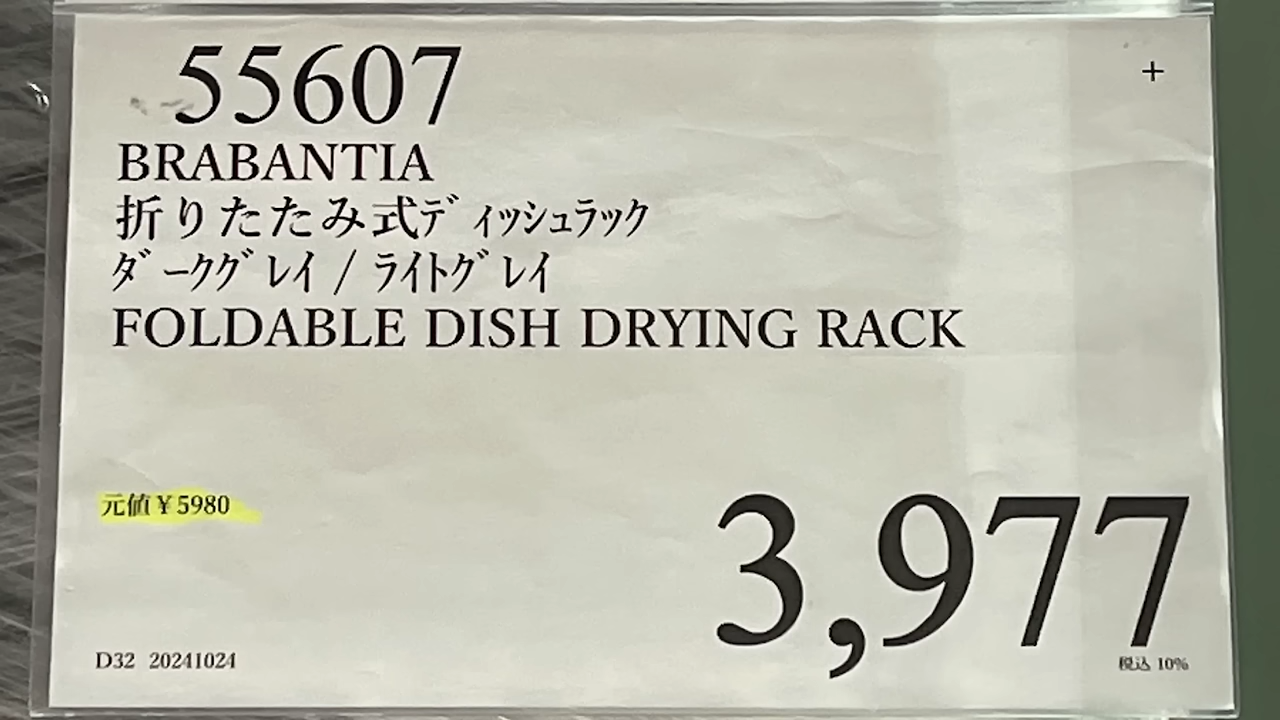 55607
+
BRABANTIA
折りたたみ式ディッシュラック
ダークグレイ / ライトグレイ
FOLDABLE DISH DRYING RACK
元値¥5980
3,977
D32 20241024
税込 10%